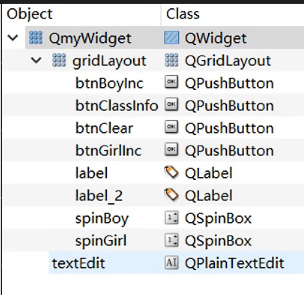 Object Class
QmyWidget QWidget
gridLayout QGridLayout
btnBoyInc QPushButton
btnClassInfo QPushButton
btnClear QPushButton
btnGirlInc QPushButton
label QLabel
label_2 QLabel
spinBoy QSpinBox
spinGirl QSpinBox
textEdit QPlainTextEdit